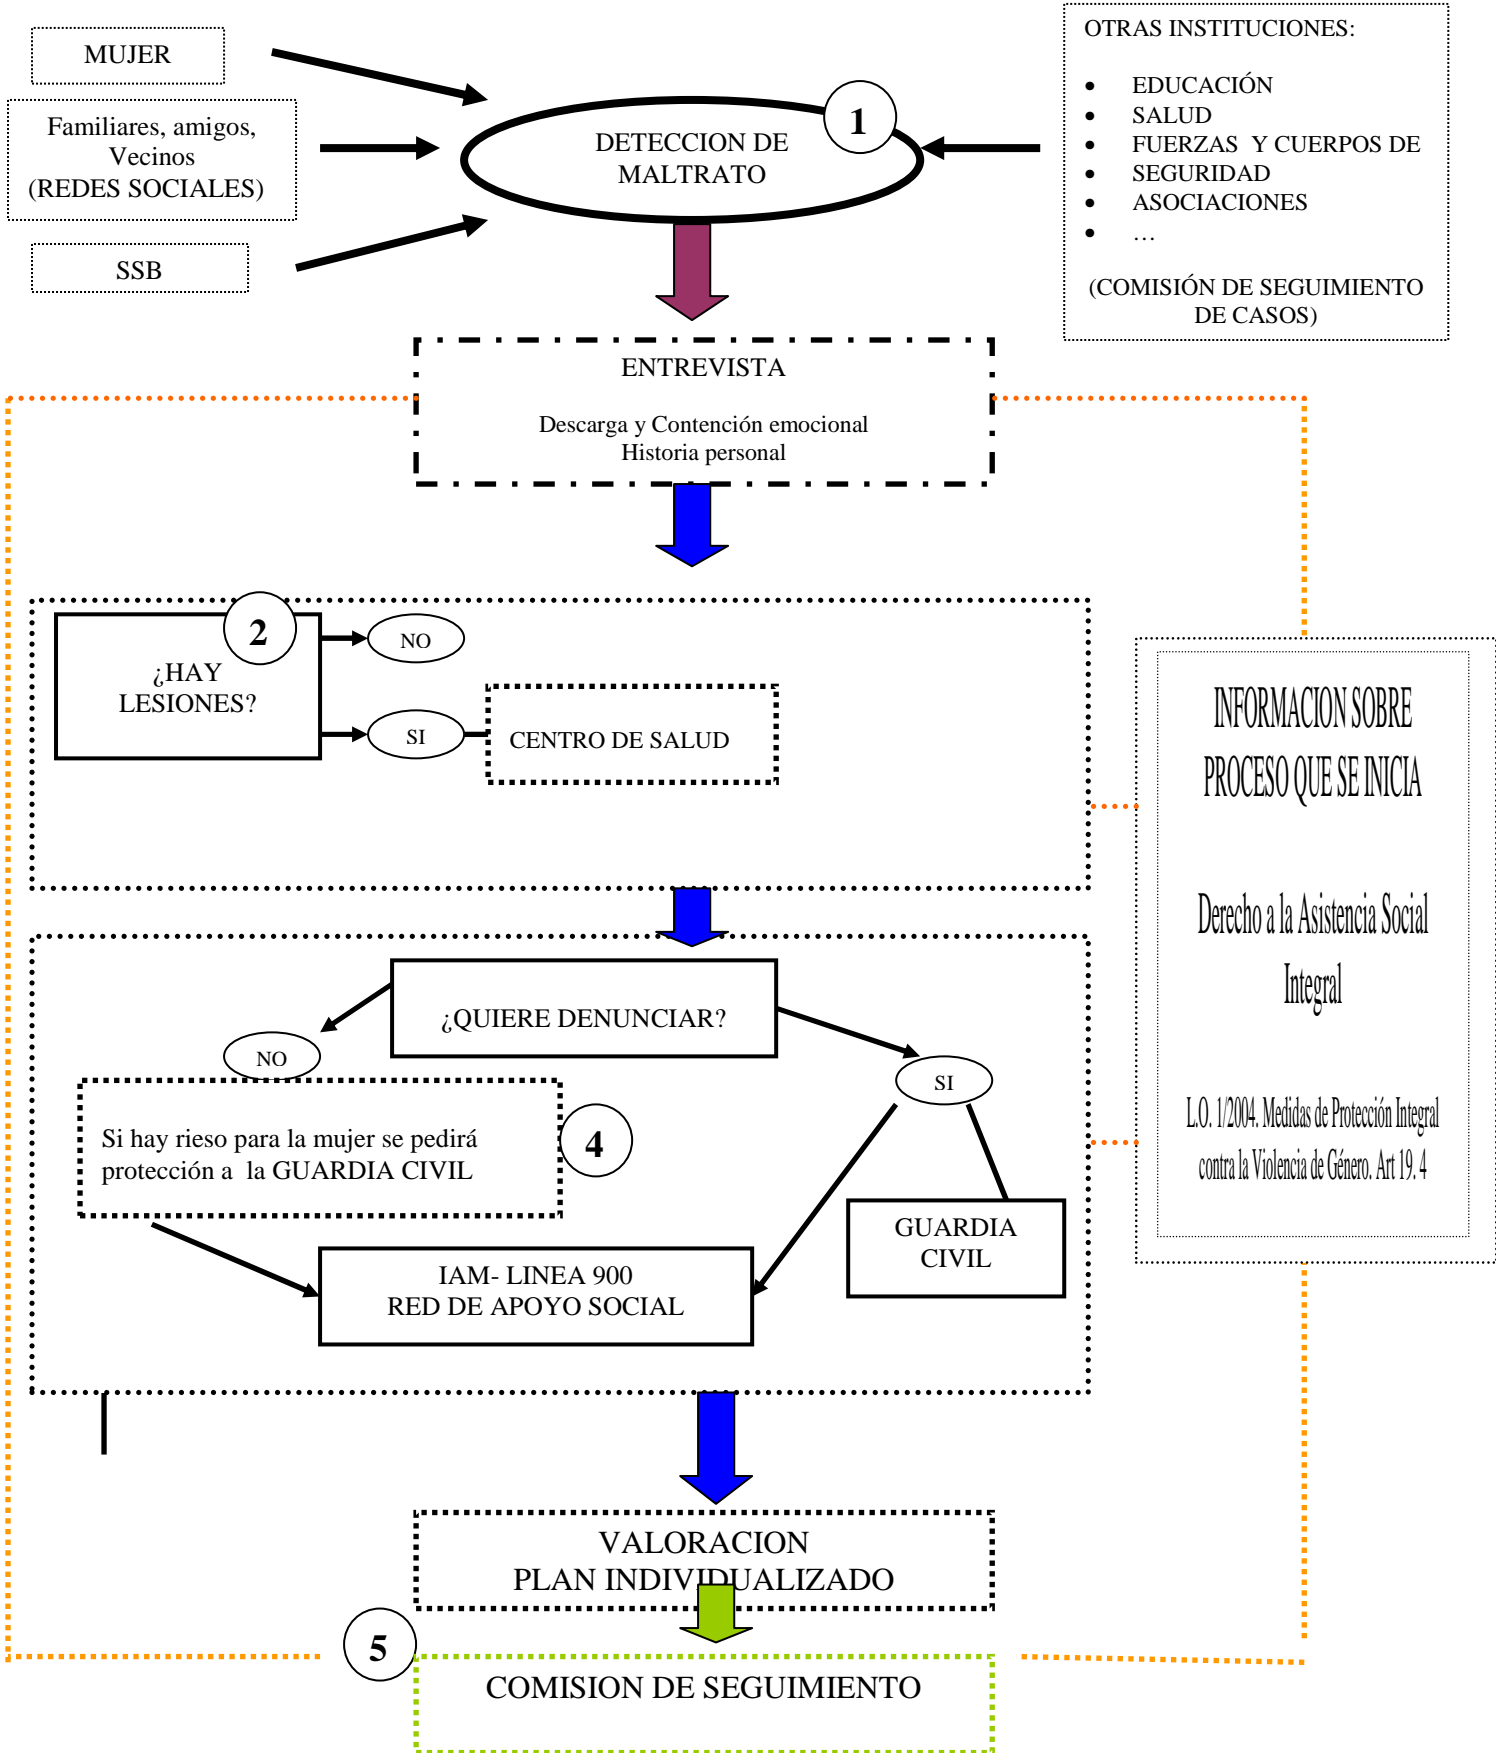 MUJER
Familiares, amigos,
Vecinos
(REDES SOCIALES)
SSB
1
DETECCION DE
MALTRATO
OTRAS INSTITUCIONES:
• EDUCACIÓN
• SALUD
• FUERZAS Y CUERPOS DE
• SEGURIDAD
• ASOCIACIONES
• …
(COMISIÓN DE SEGUIMIENTO
DE CASOS)
ENTREVISTA
Descarga y Contención emocional
Historia personal
2
¿HAY
LESIONES?
NO
SI
CENTRO DE SALUD
INFORMACION SOBRE
PROCESO QUE SE INICIA
Derecho a la Asistencia Social
Integral
L.O. 1/2004. Medidas de Protección Integral
contra la Violencia de Género. Art 19. 4
¿QUIERE DENUNCIAR?
NO
SI
Si hay rieso para la mujer se pedirá
protección a la GUARDIA CIVIL
4
GUARDIA
CIVIL
IAM- LINEA 900
RED DE APOYO SOCIAL
VALORACION
PLAN INDIVIDUALIZADO
5
COMISION DE SEGUIMIENTO